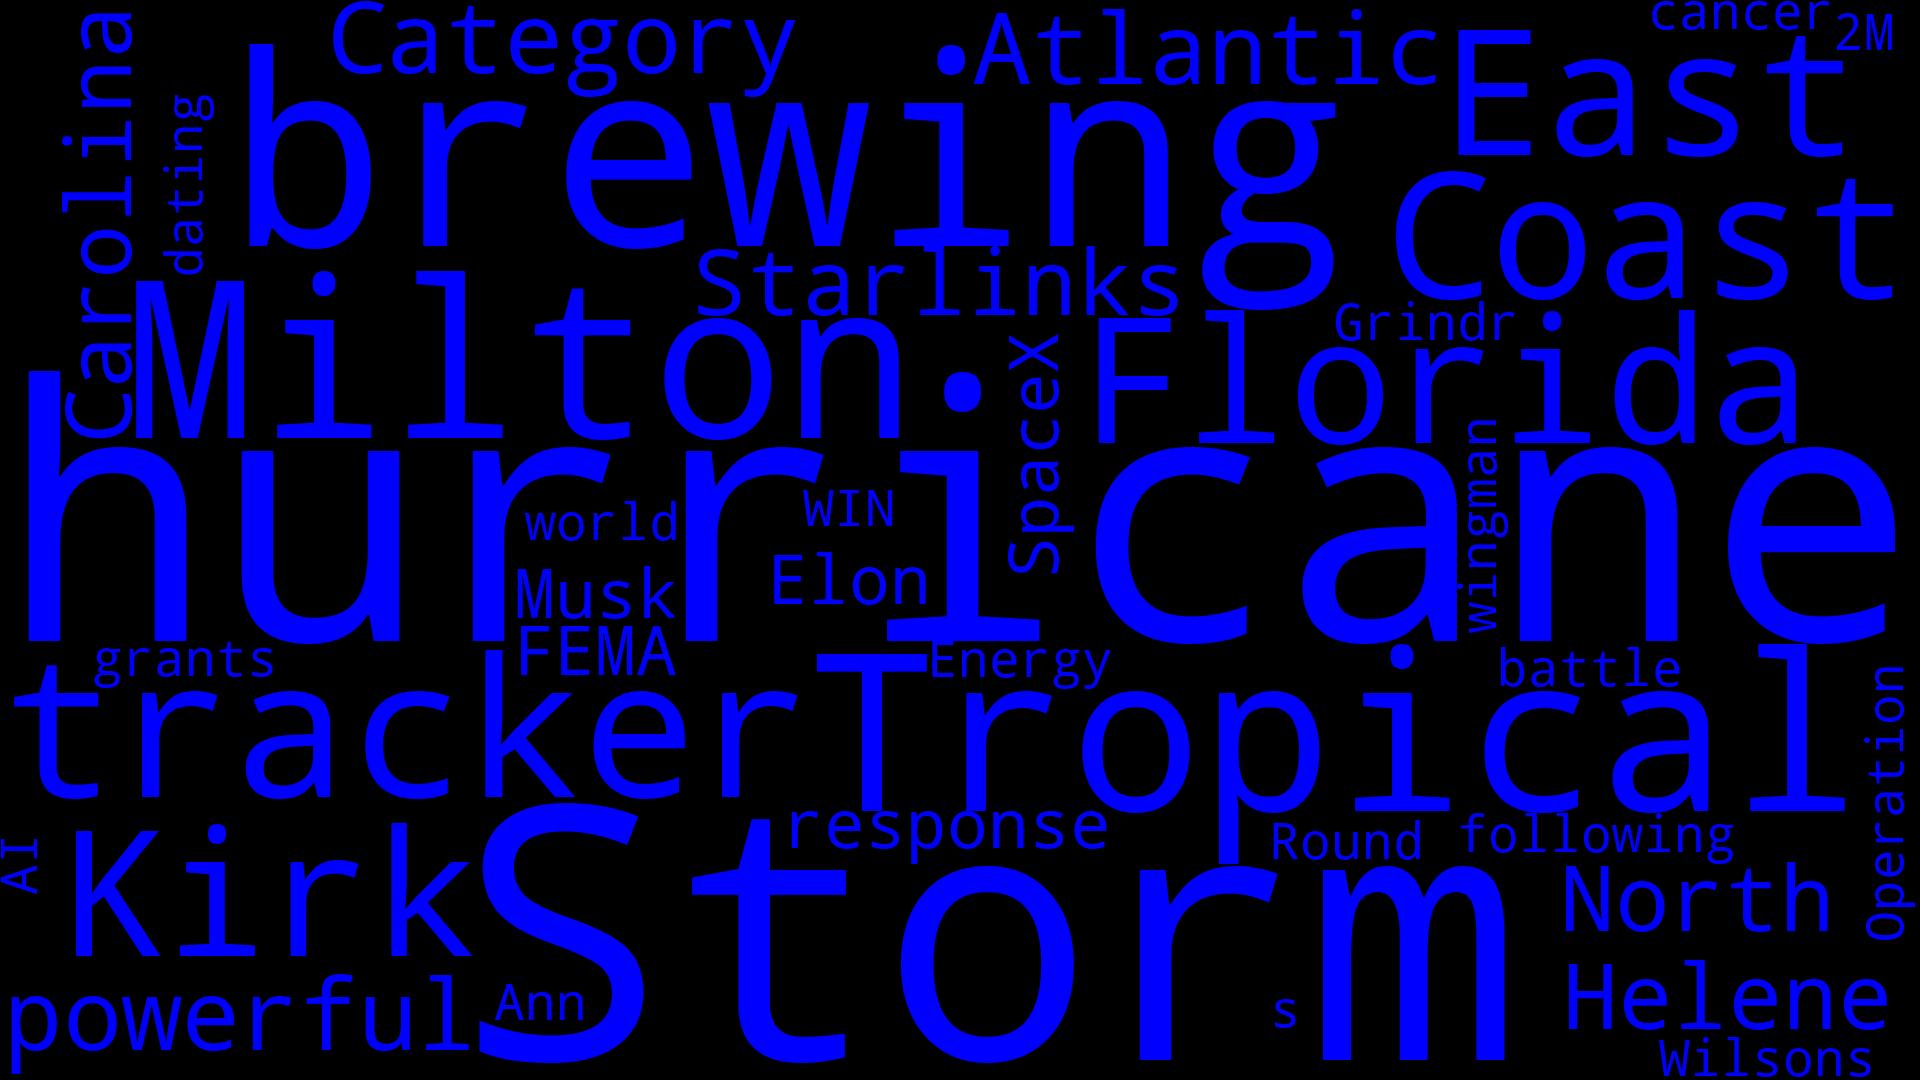 Category
Atlantic
cancer
2M
East
Carolina
dating
brewing
Coast
Starlinks
Milton
Grindr
Florida
SpaceX
hurricane
world
WIN
wingman
Musk
Elon
FEMA
grants
Energy
battle
tracker
Tropical
Operation
response
Round
following
AI
Kirk
Storm
North
powerful
Ann
s
Helene
Wilsons